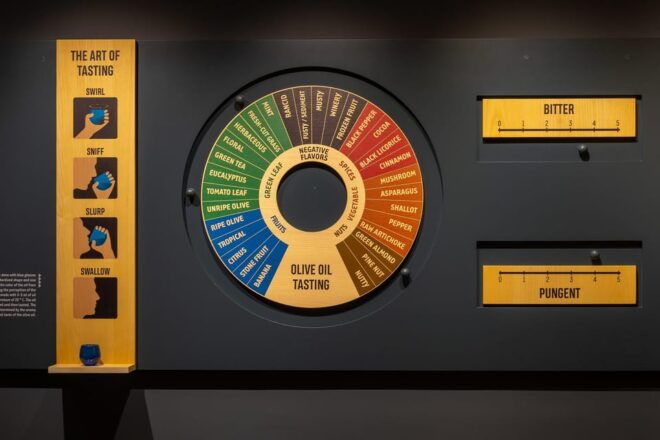 THE ART OF
TASTING
SWIRL
SNIFF
SLURP
SWALLOW
NEGATIVE
FLAVORS
RANCID
FUSTY / SEDIMENT
MUSTY
WINERY
FROZEN FRUIT
SPICES
BLACK PEPPER
COCOA
BLACK LICORICE
CINNAMON
VEGETABLE
MUSHROOM
ASPARAGUS
SHALLOT
PEPPER
RAW ARTICHOKE
NUTS
GREEN ALMOND
PINE NUT
NUTTY
OLIVE OIL
TASTING
FRUITS
BANANA
STONE FRUIT
CITRUS
TROPICAL
RIPE OLIVE
GREEN LEAF
UNRIPE OLIVE
TOMATO LEAF
EUCALYPTUS
GREEN TEA
FLORAL
HERBACEOUS
FRESH-CUT GRASS
MINT
BITTER
0 1 2 3 4 5
0 1 2 3 4 5
PUNGENT